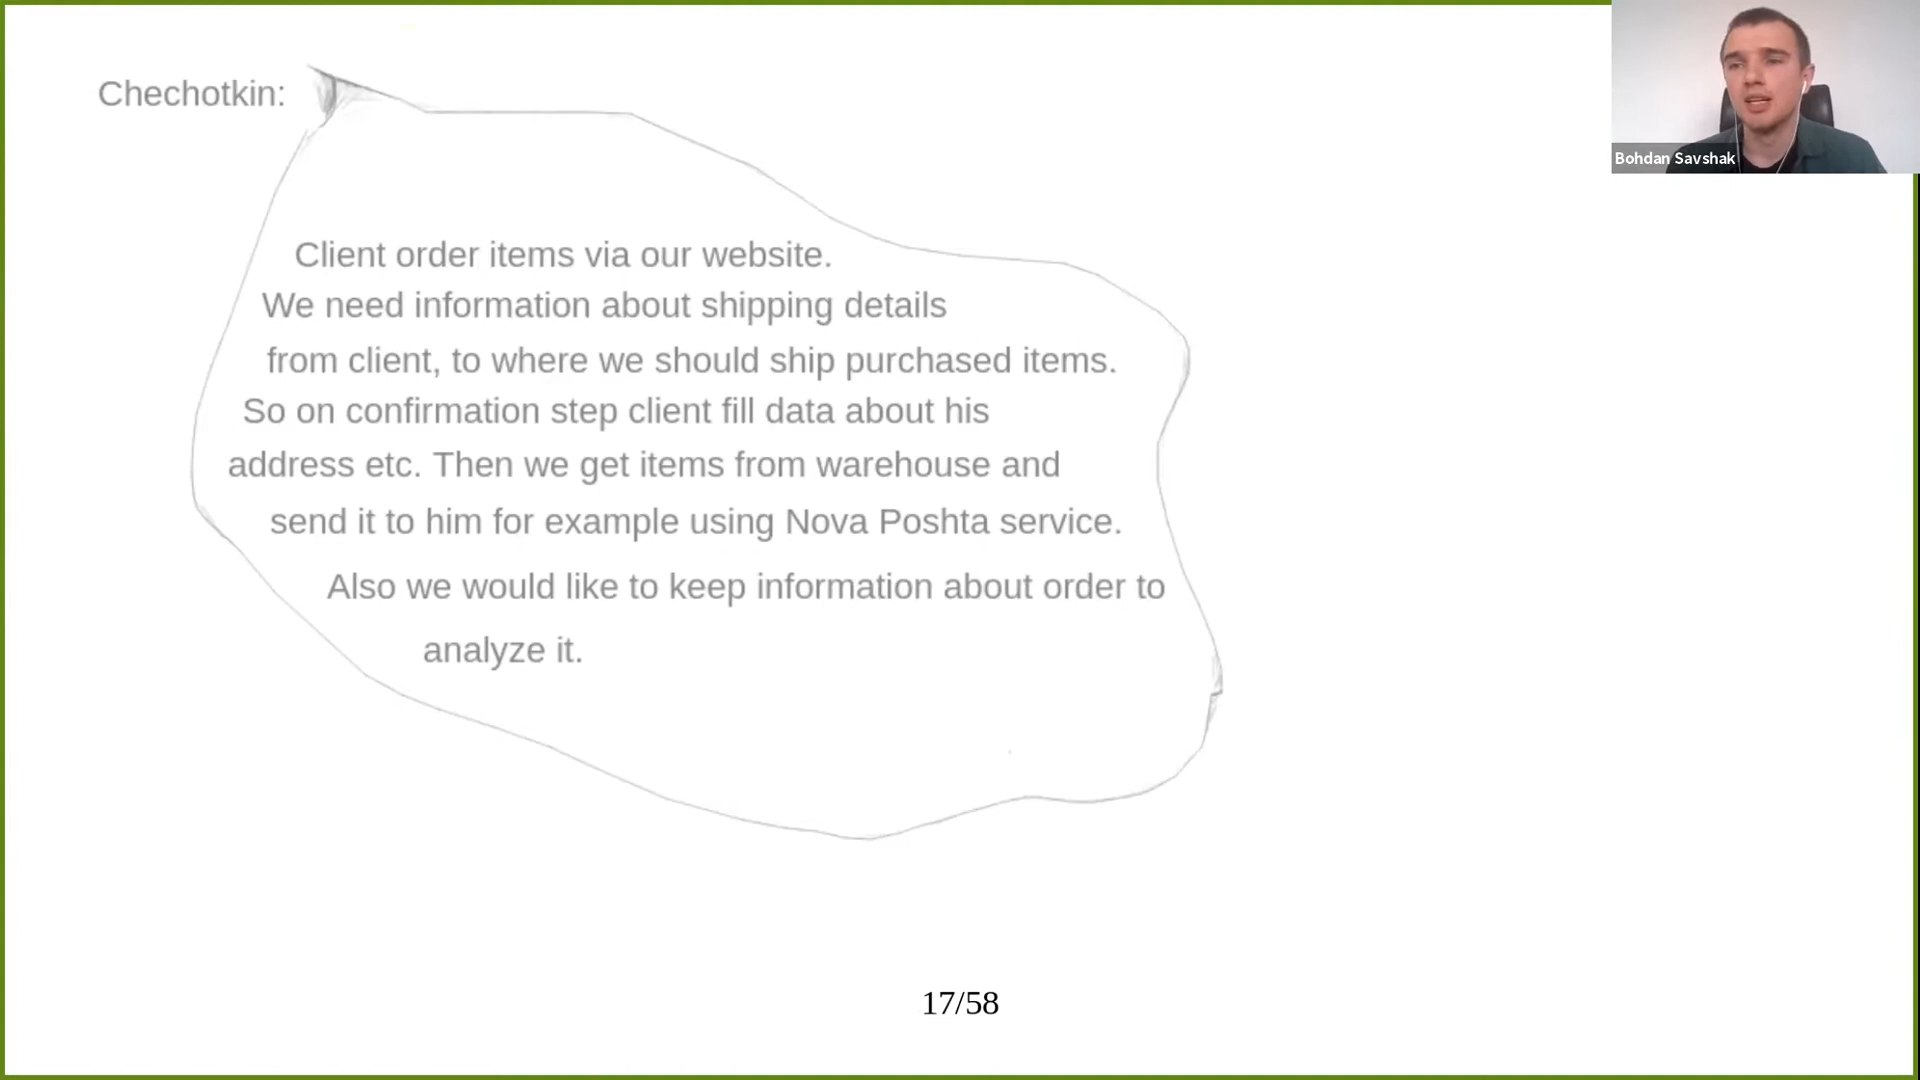 Chechotkin:
Bohdan Savshak
Client order items via our website.
We need information about shipping details
from client, to where we should ship purchased items.
So on confirmation step client fill data about his
address etc. Then we get items from warehouse and
send it to him for example using Nova Poshta service.
Also we would like to keep information about order to
analyze it.
17/58